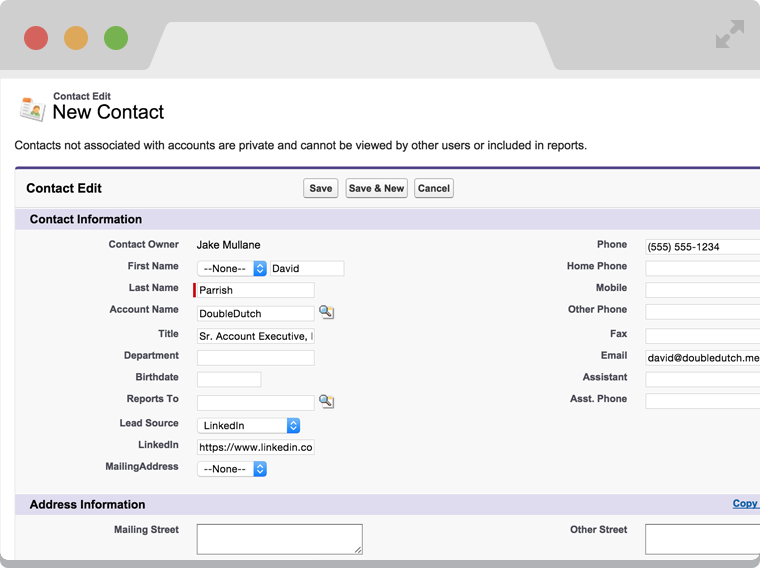 Contact Edit
New Contact
Contacts not associated with accounts are private and cannot be viewed by other users or included in reports.
Contact Edit Save Save & New Cancel
Contact Information
Contact Owner Jake Mullane Phone (555) 555-1234
First Name --None-- David Home Phone
Last Name Parrish Mobile
Account Name DoubleDutch Other Phone
Title Sr. Account Executive, Fax
Department Email david@doubledutch.me
Birthdate Assistant
Reports To Asst. Phone
Lead Source LinkedIn
LinkedIn https://www.linkedin.co
MailingAddress --None--
Address Information Copy
Mailing Street Other Street